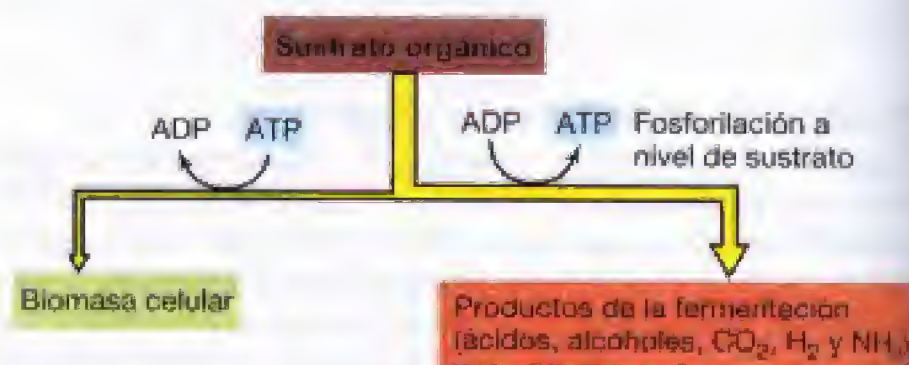 Sustrato orgánico
ADP ATP
ADP ATP Fosforilación a
nivel de sustrato
Biomasa celular
Productos de la fermentación
(ácidos, alcoholes, CO₂, H₂ y NH₃)